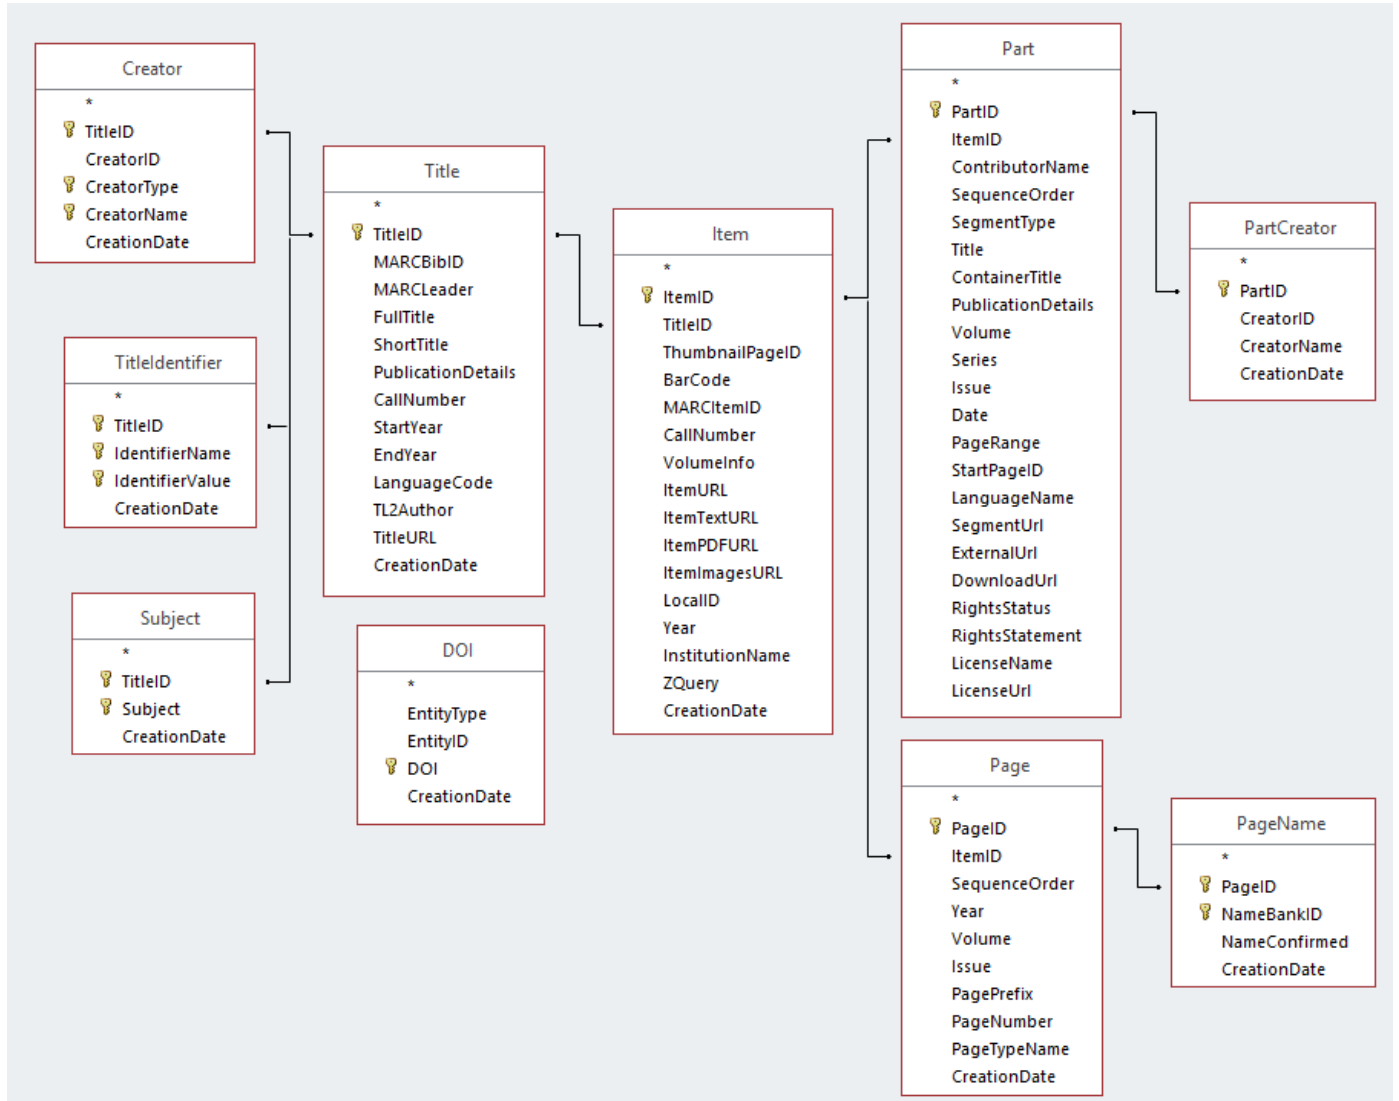 Creator
*
TitleID
CreatorID
CreatorType
CreatorName
CreationDate
TitleIdentifier
*
TitleID
IdentifierName
IdentifierValue
CreationDate
Subject
*
TitleID
Subject
CreationDate
Title
*
TitleID
MARCBibID
MARCLeader
FullTitle
ShortTitle
PublicationDetails
CallNumber
StartYear
EndYear
LanguageCode
TL2Author
TitleURL
CreationDate
DOI
*
EntityType
EntityID
DOI
CreationDate
Item
*
ItemID
TitleID
ThumbnailPageID
BarCode
MARCItemID
CallNumber
VolumeInfo
ItemURL
ItemTextURL
ItemPDFURL
ItemImagesURL
LocalID
Year
InstitutionName
ZQuery
CreationDate
Part
*
PartID
ItemID
ContributorName
SequenceOrder
SegmentType
Title
ContainerTitle
PublicationDetails
Volume
Series
Issue
Date
PageRange
StartPageID
LanguageName
SegmentUrl
ExternalUrl
DownloadUrl
RightsStatus
RightsStatement
LicenseName
LicenseUrl
Page
*
PageID
ItemID
SequenceOrder
Year
Volume
Issue
PagePrefix
PageNumber
PageTypeName
CreationDate
PartCreator
*
PartID
CreatorID
CreatorName
CreationDate
PageName
*
PageID
NameBankID
NameConfirmed
CreationDate